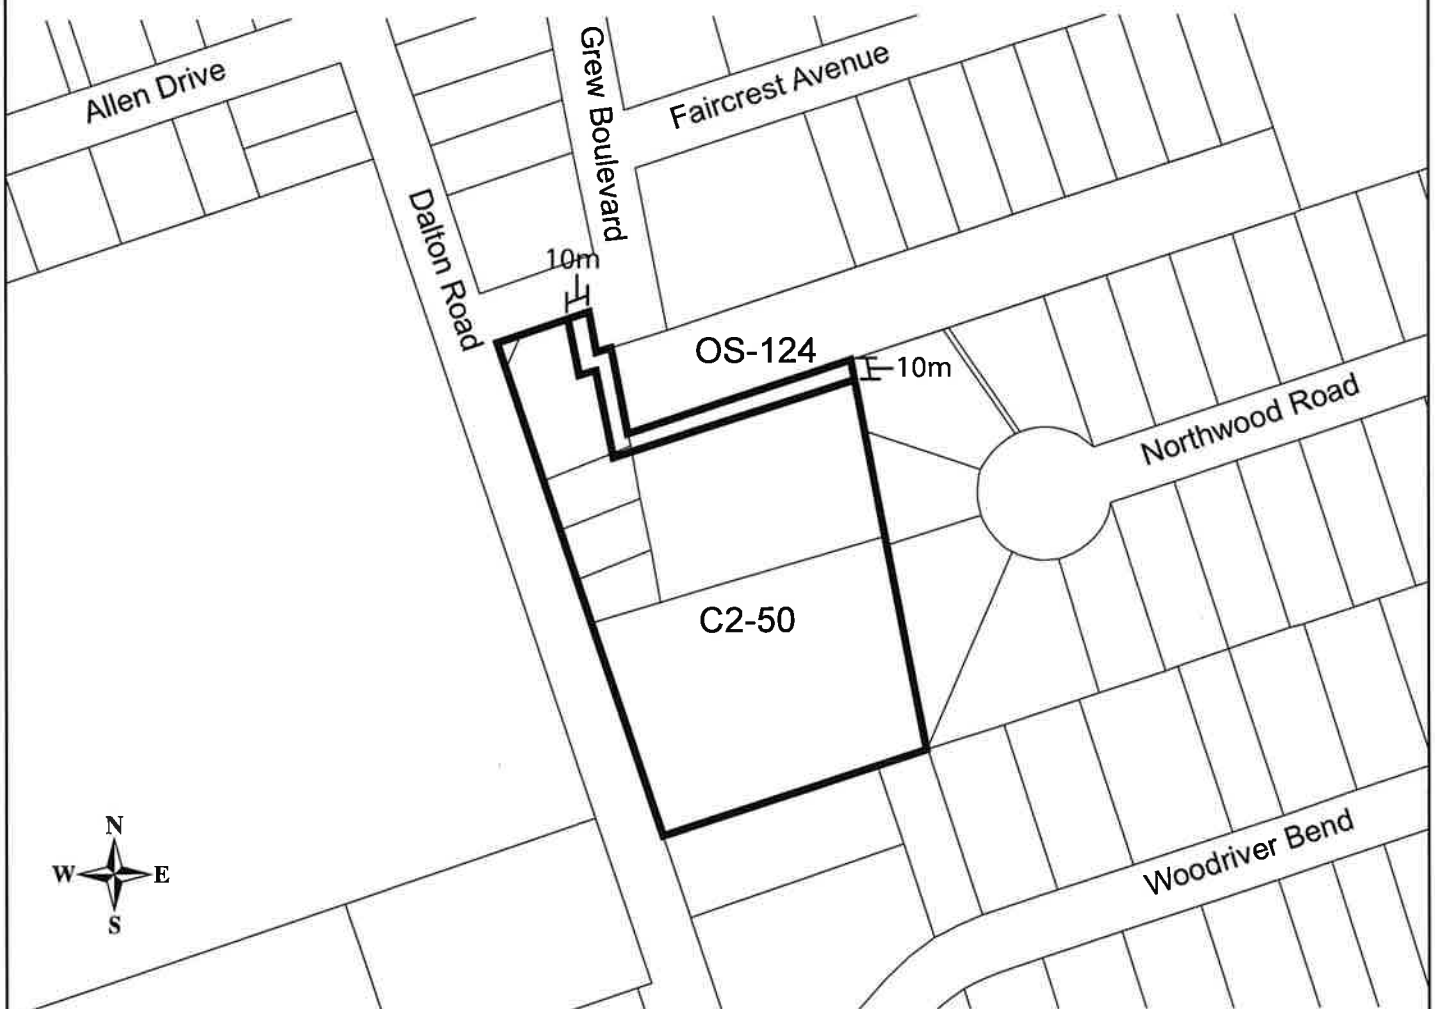 Allen Drive
Grew Boulevard
Faircrest Avenue
Dalton Road
10m
OS-124
10m
Northwood Road
C2-50
N
W E
S
Woodriver Bend